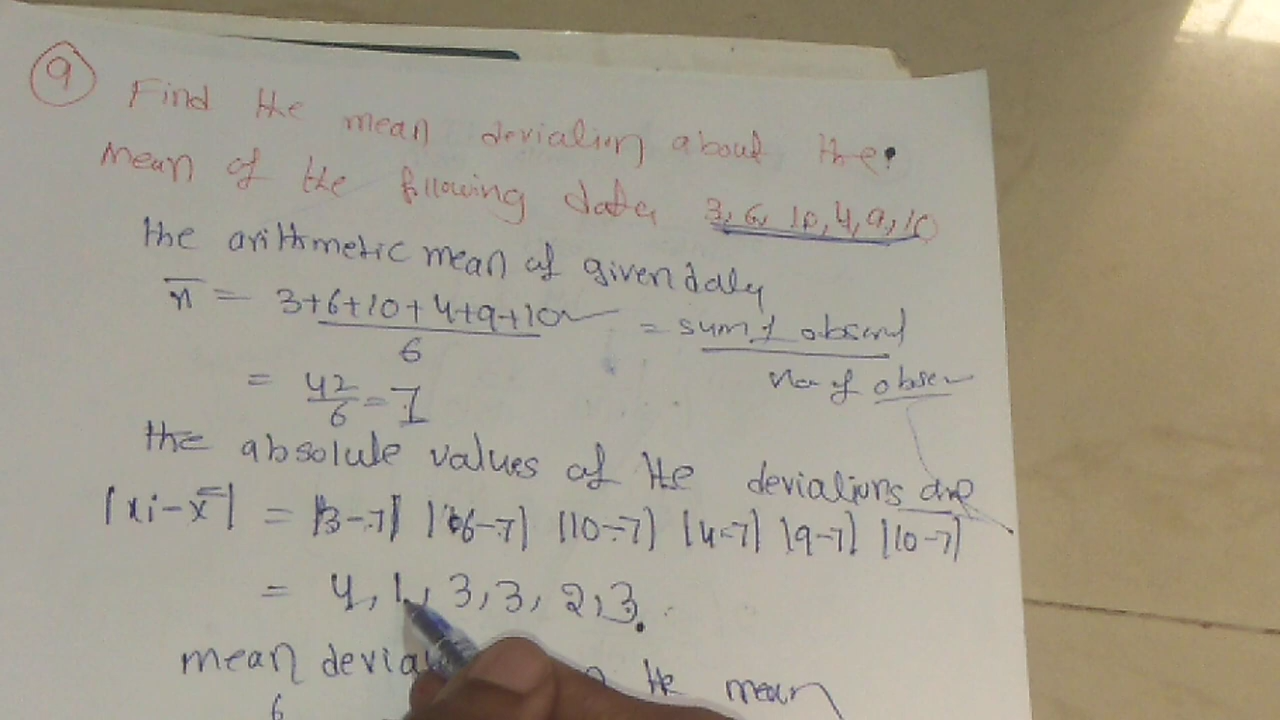 9 Find the mean deviation about the
mean of the following data 3, 6, 10, 4, 9, 10
the arithmetic mean of given data
x̄ = 3+6+10+4+9+10 / 6 = sum of obser / No of obser
= 42/6 = 7
the absolute values of the deviations are
|xi-x̄| = |3-7| |6-7| |10-7| |4-7| |9-7| |10-7|
= 4, 1, 3, 3, 2, 3.
mean the mean
6